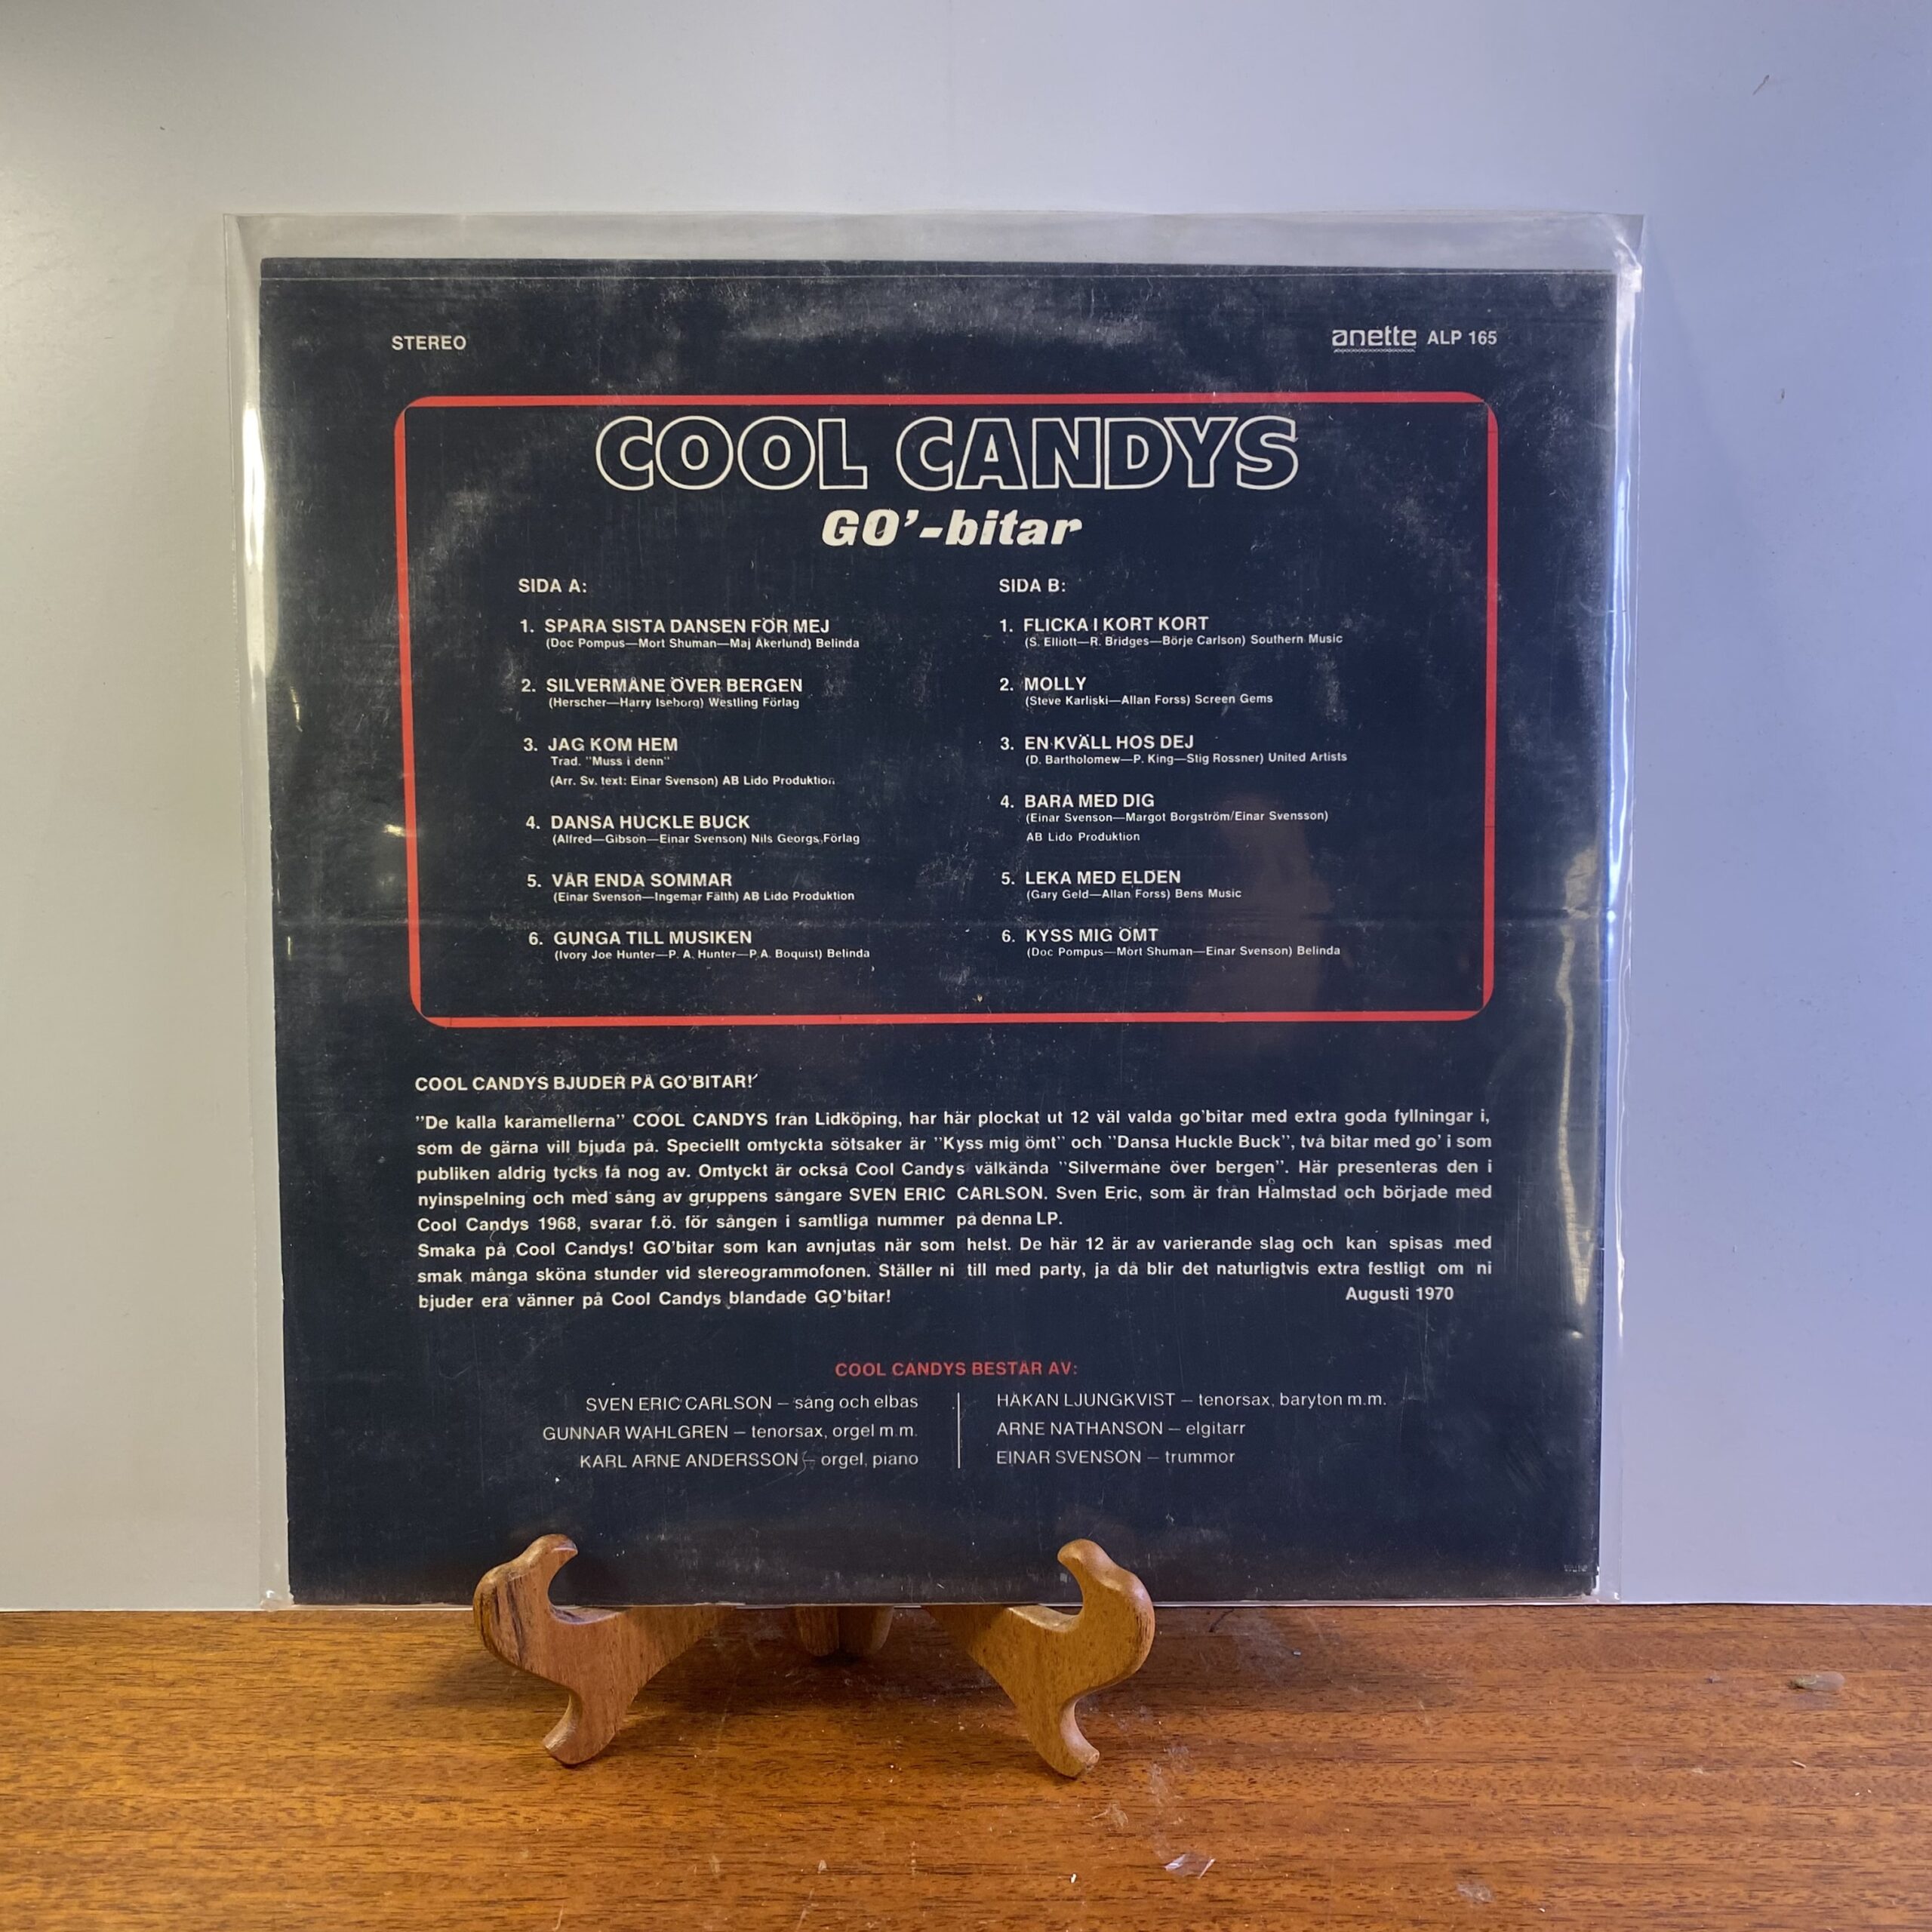 STEREO
anette ALP 165
COOL CANDYS
GO'-bitar
SIDA A:
1. SPARA SISTA DANSEN FÖR MEJ
(Doc Pompus—Mort Shuman—Maj Åkerlund) Belinda
2. SILVERMÅNE ÖVER BERGEN
(Herscher—Harry Iseborg) Westling Förlag
3. JAG KOM HEM
Trad. "Muss i denn"
(Arr. Sv. text: Einar Svenson) AB Lido Produktion
4. DANSA HUCKLE BUCK
(Alfred—Gibson—Einar Svenson) Nils Georgs Förlag
5. VÅR ENDA SOMMAR
(Einar Svenson—Ingemar Fälth) AB Lido Produktion
6. GUNGA TILL MUSIKEN
(Ivory Joe Hunter—P. A. Hunter—P.A. Boquist) Belinda
SIDA B:
1. FLICKA I KORT KORT
(S. Elliott—R. Bridges—Börje Carlson) Southern Music
2. MOLLY
(Steve Karliski—Allan Forss) Screen Gems
3. EN KVÄLL HOS DEJ
(D. Bartholomew—P. King—Stig Rossner) United Artists
4. BARA MED DIG
(Einar Svenson—Margot Borgström/Einar Svensson)
AB Lido Produktion
5. LEKA MED ELDEN
(Gary Geld—Allan Forss) Bens Music
6. KYSS MIG ÖMT
(Doc Pompus—Mort Shuman—Einar Svenson) Belinda
COOL CANDYS BJUDER PÅ GO'BITAR!
"De kalla karamellerna" COOL CANDYS från Lidköping, har här plockat ut 12 väl valda go'bitar med extra goda fyllningar i,
som de gärna vill bjuda på. Speciellt omtyckta sötsaker är "Kyss mig ömt" och "Dansa Huckle Buck", två bitar med go' i som
publiken aldrig tycks få nog av. Omtyckt är också Cool Candys välkända "Silvermåne över bergen". Här presenteras den i
nyinspelning och med sång av gruppens sångare SVEN ERIC CARLSON. Sven Eric, som är från Halmstad och började med
Cool Candys 1968, svarar f.ö. för sången i samtliga nummer på denna LP.
Smaka på Cool Candys! GO'bitar som kan avnjutas när som helst. De här 12 är av varierande slag och kan spisas med
smak många sköna stunder vid stereogrammofonen. Ställer ni till med party, ja då blir det naturligtvis extra festligt om ni
bjuder era vänner på Cool Candys blandade GO'bitar!
Augusti 1970
COOL CANDYS BESTÅR AV:
SVEN ERIC CARLSON — sång och elbas
GUNNAR WAHLGREN — tenorsax, orgel m.m.
KARL ARNE ANDERSSON — orgel, piano
HÅKAN LJUNGKVIST — tenorsax, baryton m.m.
ARNE NATHANSON — elgitarr
EINAR SVENSON — trummor